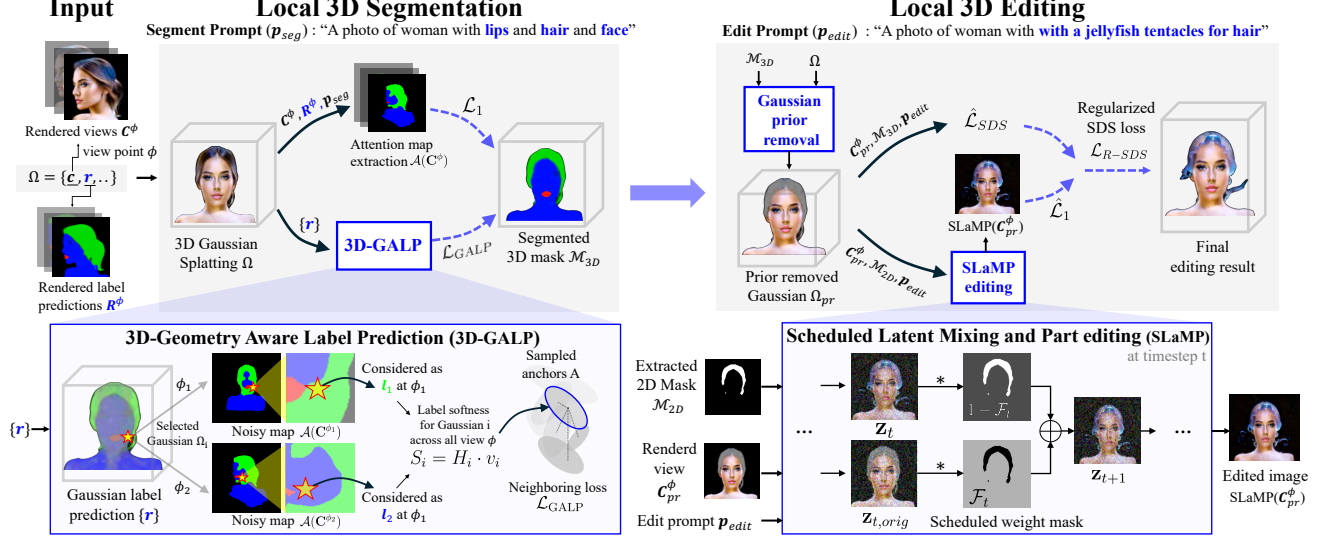 Input
Local 3D Segmentation
Local 3D Editing
Segment Prompt (p_seg) : “A photo of woman with lips and hair and face”
Edit Prompt (p_edit) : “A photo of woman with with a jellyfish tentacles for hair”
Rendered views C^ϕ
view point ϕ
Ω = {c, r, . . }
Rendered label
predictions R^ϕ
3D Gaussian
Splatting Ω
C^ϕ, R^ϕ, p_seg
Attention map
extraction A(C^ϕ)
L_1
{r}
3D-GALP
L_GALP
Segmented
3D mask M_3D
M_3D
Ω
Gaussian
prior
removal
Prior removed
Gaussian Ω_pr
C^ϕ_pr, M_3D, p_edit
C^ϕ_pr, M_2D, p_edit
L̂_SDS
SLaMP(C^ϕ_pr)
L̂_1
SLaMP
editing
Regularized
SDS loss
L_R−SDS
Final
editing result
3D-Geometry Aware Label Prediction (3D-GALP)
{r}
Gaussian label
prediction {r}
ϕ_1
Selected
Gaussian Ω_i
ϕ_2
Noisy map A(C^ϕ_1)
Noisy map A(C^ϕ_2)
Considered as
l_1 at ϕ_1
Label softness
for Gaussian i
across all view ϕ
S_i = H_i · v_i
Considered as
l_2 at ϕ_1
Sampled
anchors A
Neighboring loss
L_GALP
Scheduled Latent Mixing and Part editing (SLaMP)
at timestep t
Extracted
2D Mask
M_2D
Renderd
view
C^ϕ_pr
Edit prompt p_edit
...
...
z_t
*
1 − F_t
z_t,orig
*
F_t
Scheduled weight mask
z_t+1
...
Edited image
SLaMP(C^ϕ_pr)